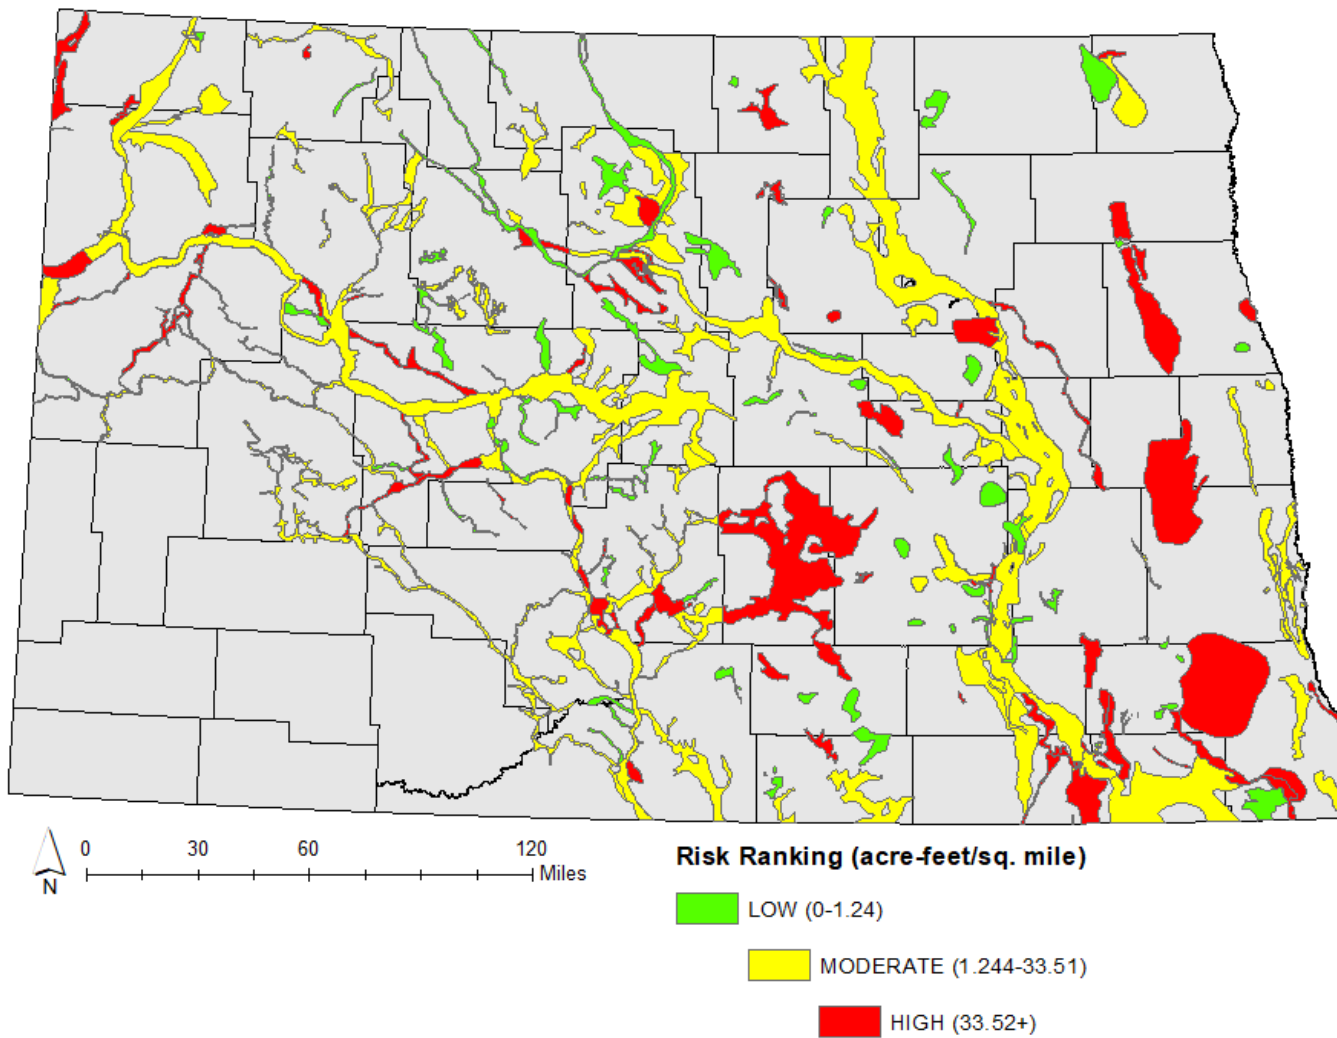 0 30 60 120
Miles
N
Risk Ranking (acre-feet/sq. mile)
LOW (0-1.24)
MODERATE (1.244-33.51)
HIGH (33.52+)